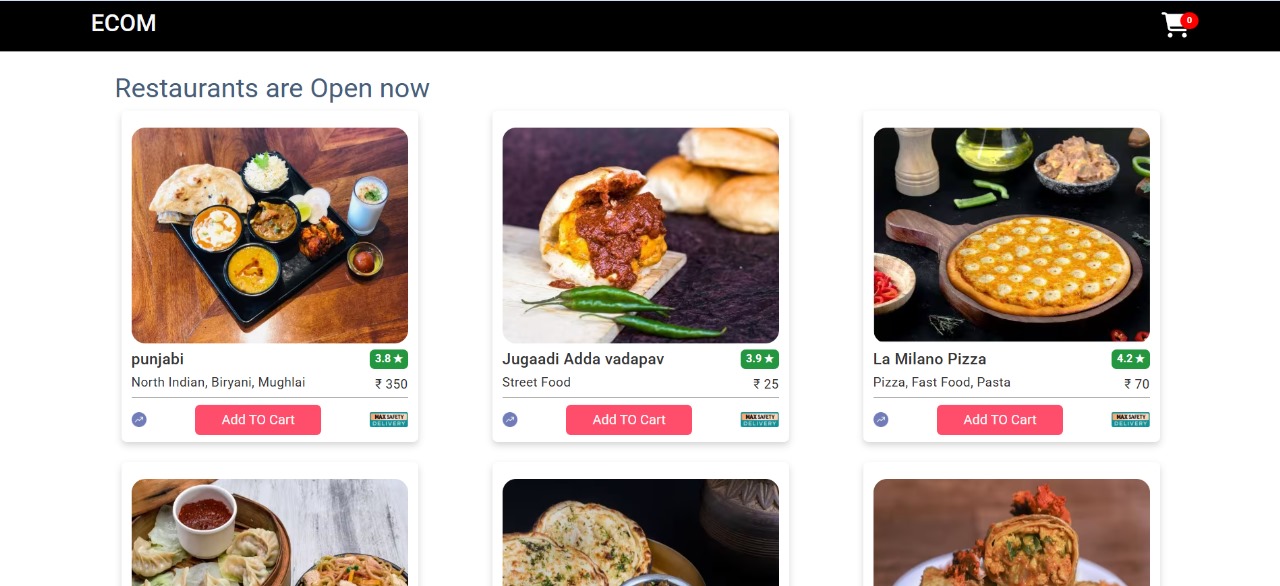 ECOM
0
Restaurants are Open now
punjabi
3.8 ★
North Indian, Biryani, Mughlai
₹ 350
Add TO Cart
MAX SAFETY
DELIVERY
Jugaadi Adda vadapav
3.9 ★
Street Food
₹ 25
Add TO Cart
MAX SAFETY
DELIVERY
La Milano Pizza
4.2 ★
Pizza, Fast Food, Pasta
₹ 70
Add TO Cart
MAX SAFETY
DELIVERY